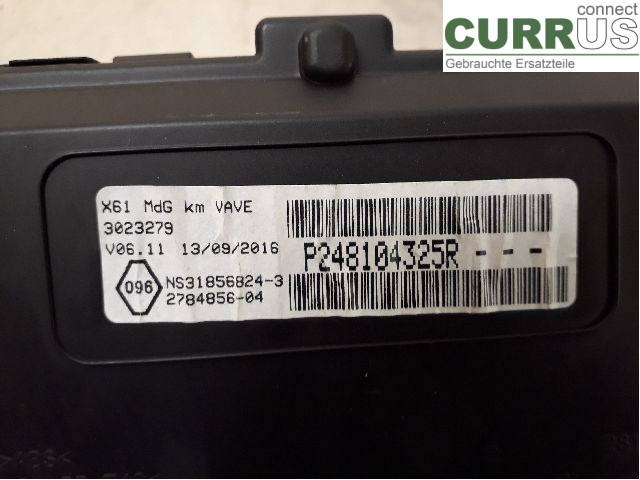 connect
CURRUS
Gebrauchte Ersatzteile
X61 MdG km VAVE
3023279
V06.11 13/09/2016
P248104325R - - -
096
NS31856824-3
2784856-04
>ABS<